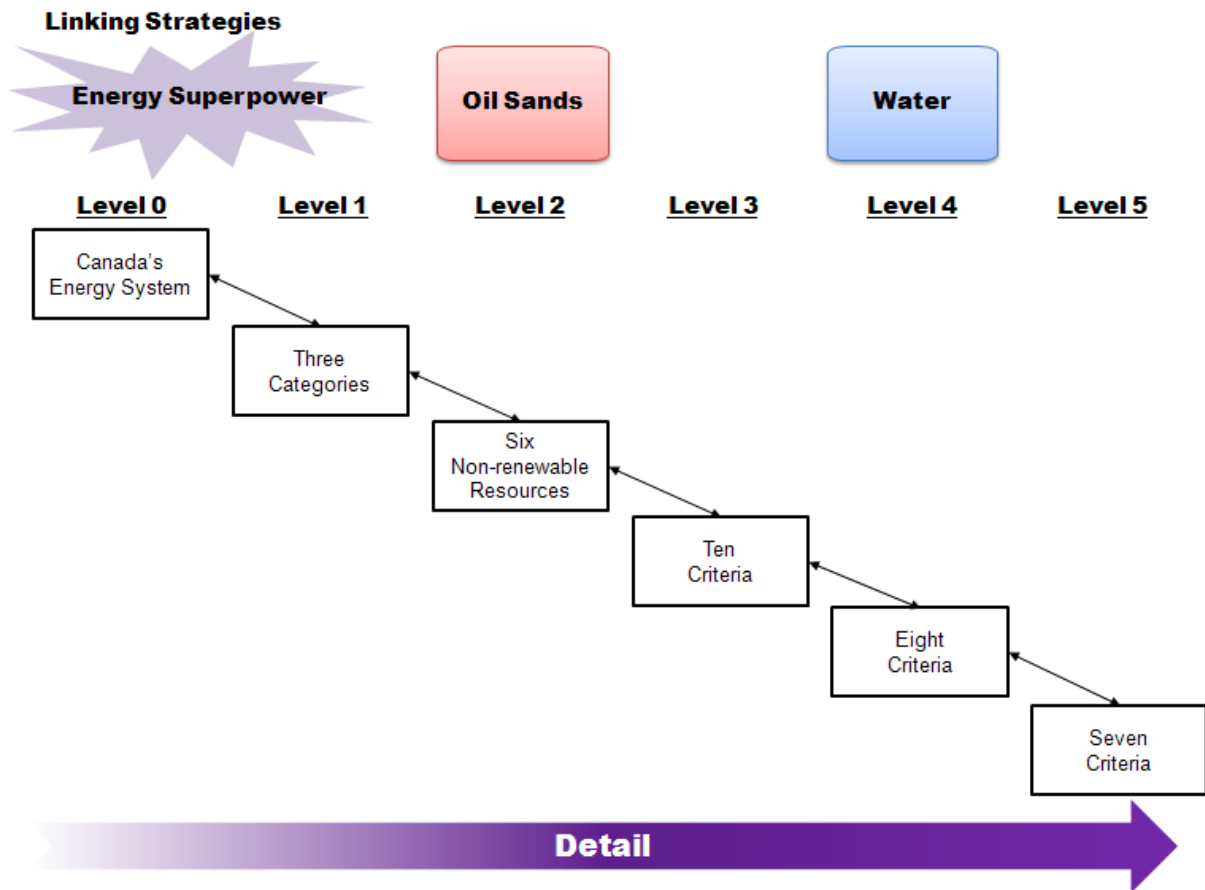 Linking Strategies
Energy Superpower
Oil Sands
Water
Level 0
Level 1
Level 2
Level 3
Level 4
Level 5
Canada’s
Energy System
Three
Categories
Six
Non-renewable
Resources
Ten
Criteria
Eight
Criteria
Seven
Criteria
Detail